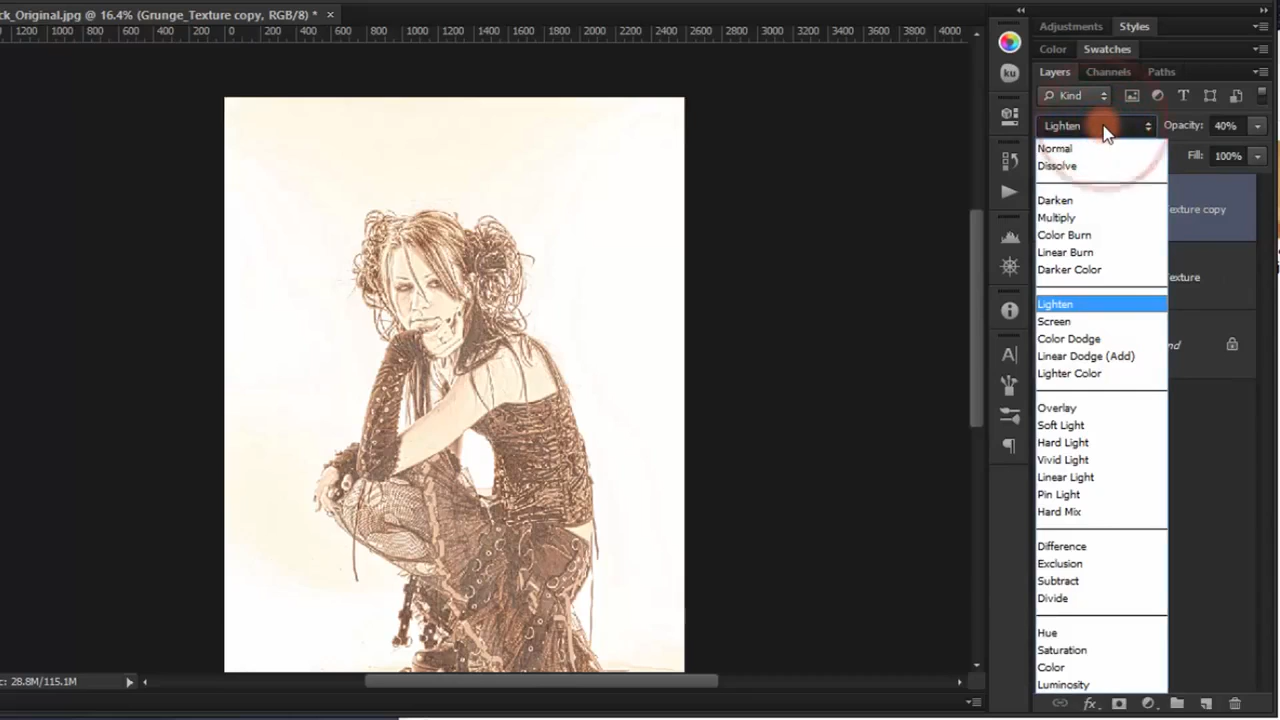 ck_Original.jpg @ 16.4% (Grunge_Texture copy, RGB/8) * ×
1200 1000 800 600 400 200 0 200 400 600 800 1000 1200 1400 1600 1800 2000 2200 2400 2600 2800 3000 3200 3400 3600 3800 4000
Adjustments Styles
Color Swatches
Layers Channels Paths
Kind
Lighten Opacity: 40%
Fill: 100%
Normal
Dissolve
Darken
Multiply
Color Burn
Linear Burn
Darker Color
Lighten
Screen
Color Dodge
Linear Dodge (Add)
Lighter Color
Overlay
Soft Light
Hard Light
Vivid Light
Linear Light
Pin Light
Hard Mix
Difference
Exclusion
Subtract
Divide
Hue
Saturation
Color
Luminosity
exture copy
exture
nd
ku
A
fx
c: 28.8M/115.1M